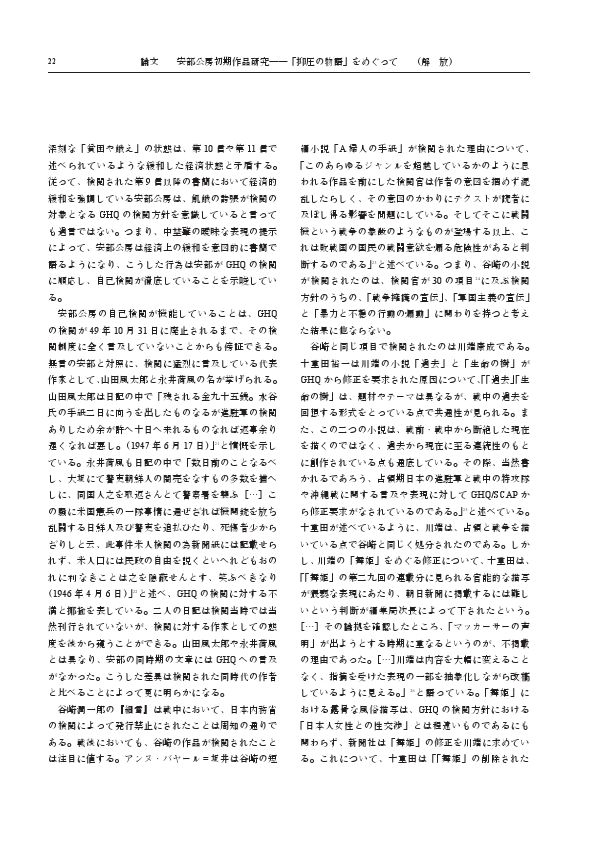 22
論文　安部公房初期作品研究――「抑圧の物語」をめぐって　（解　放）
深刻な「貧困や餓え」の状態は、第10信や第11信で
述べられているような緩和した経済状態と矛盾する。
従って、検閲された第9信以降の書簡において経済的
緩和を強調している安部公房は、飢餓の誇張が検閲の
対象となる GHQ の検閲方針を意識していると言って
も過言ではない。つまり、中埜肇の曖昧な表現の提示
によって、安部公房は経済上の緩和を意図的に書簡で
語るようになり、こうした行為は安部が GHQ の検閲
に順応し、自己検閲が徹底していることを示唆してい
る。
安部公房の自己検閲が機能していることは、GHQ
の検閲が 49 年 10 月 31 日に廃止されるまで、その検
閲制度に全く言及していないことからも傍証できる。
無言の安部と対照に、検閲に猛烈に言及している代表
作家として、山田風太郎と永井荷風の名が挙げられる。
山田風太郎は日記の中で「残される金九十五銭。水谷
氏の手紙二日に向うを出したものなるが進駐軍の検閲
ありしため余が許へ十日へ来れるものなれば返事余り
遅くなれば悪し。(1947 年 6 月 17 日)」と憤慨を示し
ている。永井荷風も日記の中で「数日前のことなるべ
し、大坂にて警吏朝鮮人の闇売をなすもの多数を捕へ
しに、同国人之を取返さんとて警察署を襲ふ［…］こ
の騒に米国憲兵の一隊事情に通ぜざれば機関銃を放ち
乱闘する日鮮人及び警吏を追払ひたり、死傷者少から
ざりしと云、此事件米人検閲の為新聞紙には記載せら
れず、米人口には民政の自由を説くといへれどもおの
れに利なきことは之を隠蔽せんとす、笑ふべきなり
(1946 年 4 月 6 日)」と述べ、GHQ の検閲に対する不
満と揶揄を表している。二人の日記は検閲当時では当
然刊行されていないが、検閲に対する作家としての態
度を淡から窺うことができる。山田風太郎や永井荷風
とは異なり、安部の同時期の文章には GHQ への言及
がなかった。こうした差異は検閲された同時代の作者
と比べることによって更に明らかになる。
谷崎潤一郎の『細雪』は戦中において、日本内務省
の検閲によって発行禁止にされたことは周知の通りで
ある。戦後においても、谷崎の作品が検閲されたこと
は注目に値する。アンヌ・バヤール＝坂井は谷崎の短
編小説「A 婦人の手紙」が検閲された理由について、
「このあらゆるジャンルを超越しているかのように思
われる作品を前にした検閲官は作者の意図を掴めず混
乱したらしく、その意図のかわりにテクストが読者に
及ぼし得る影響を問題にしている。そしてそこに戦闘
機という戦争の象徴のようなものが登場する以上、こ
れは敗戦国の国民の戦闘意欲を煽る危険性があると判
断するのである」と述べている。つまり、谷崎の小説
が検閲されたのは、検閲官が 30 の項目に及ぶ検閲
方針のうちの、「戦争擁護の宣伝」、「軍国主義の宣伝」
と「暴力と不穏の行動の煽動」に関わりを持つと考え
た結果に他ならない。
谷崎と同じ項目で検閲されたのは川端康成である。
十重田裕一は川端の小説「過去」と「生命の樹」が
GHQ から修正を要求された原因について、「「過去」「生
命の樹」は、題材やテーマは異なるが、戦中の過去を
回想する形式をとっている点で共通性が見られる。ま
た、この二つの小説は、戦前・戦中から断絶した現在
を描くのではなく、過去から現在に至る連続性のもと
に創作されている点も通底している。その際、当然書
かれるであろう、占領期日本の進駐軍と戦中の特攻隊
や沖縄戦に関する言及や表現に対して GHQ/SCAP か
ら修正要求がなされているのである。」と述べている。
十重田が述べているように、川端は、占領と戦争を描
いている点で谷崎と同じく処分されたのである。しか
し、川端の「舞姫」をめぐる修正について、十重田は、
「「舞姫」の第二九回の連載分に見られる官能的な描写
が猥褻な表現にあたり、朝日新聞に掲載するには難し
いという判断が編集局次長によって下されたという。
［…］その論拠を確認したところ、「マッカーサーの声
明」が出ようとする時期に重なるというのが、不掲載
の理由であった。［…］川端は内容を大幅に変えること
なく、指摘を受けた表現の一部を抽象化しながら改稿
しているように見える。」と語っている。「舞姫」に
おける露骨な風俗描写は、GHQ の検閲方針における
「日本人女性との性交渉」とは程遠いものであるにも
関わらず、新聞社は「舞姫」の修正を川端に求めてい
る。これについて、十重田は「「舞姫」の削除された